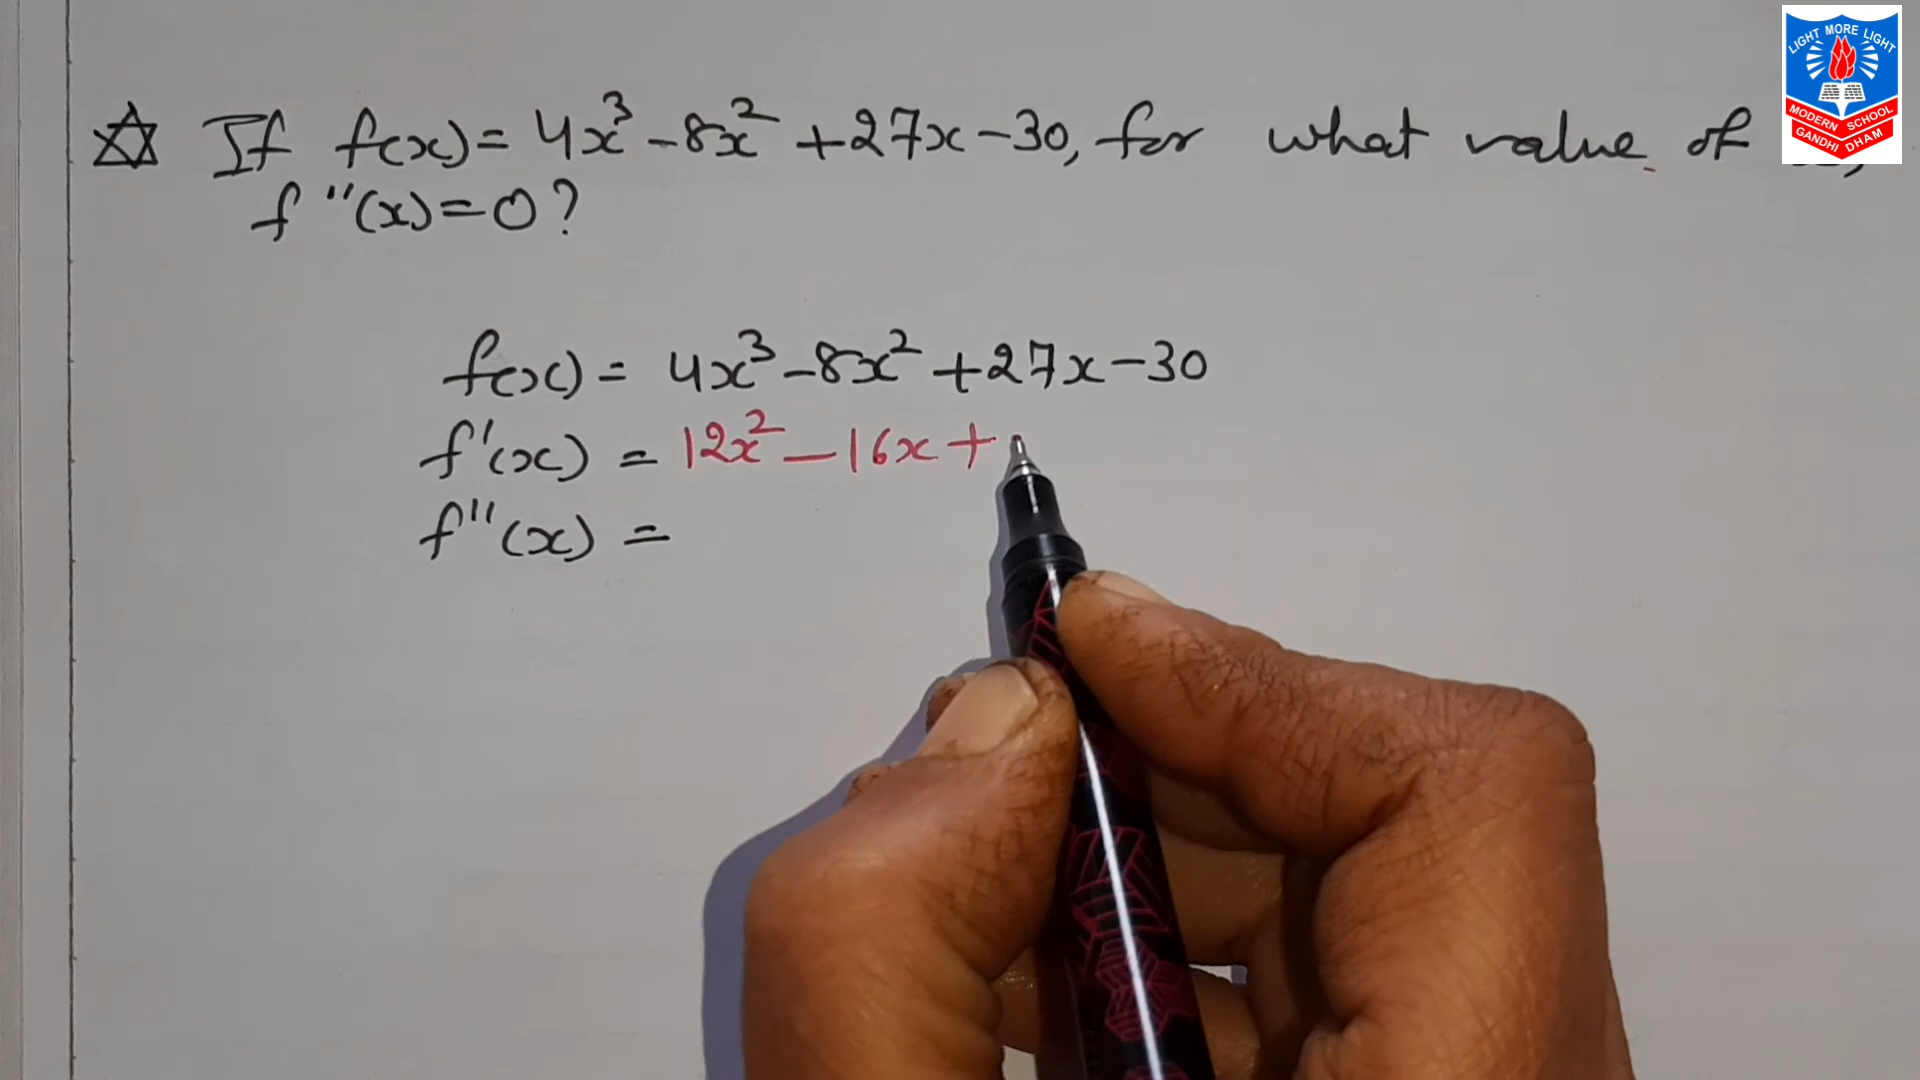 LIGHT MORE LIGHT
MODERN SCHOOL
GANDHI DHAM
If f(x) = 4x³ - 8x² + 27x - 30, for what value of
f''(x) = 0?
f(x) = 4x³ - 8x² + 27x - 30
f'(x) = 12x² - 16x +
f''(x) =